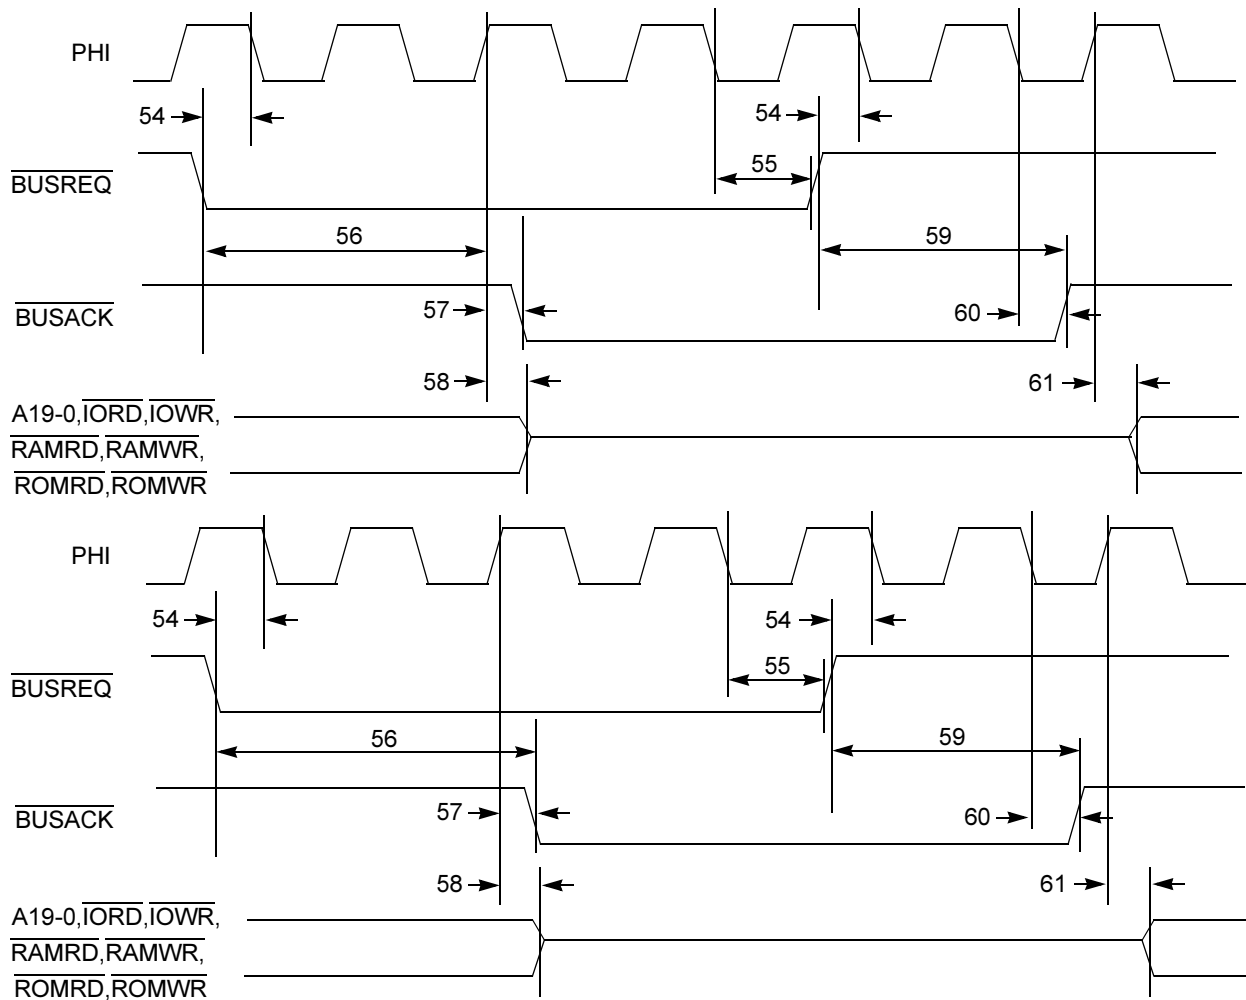 PHI
54
54
BUSREQ
55
56
59
BUSACK
57
60
58
61
A19-0,IORD,IOWR,
RAMRD,RAMWR,
ROMRD,ROMWR
PHI
54
54
BUSREQ
55
56
59
BUSACK
57
60
58
61
A19-0,IORD,IOWR,
RAMRD,RAMWR,
ROMRD,ROMWR